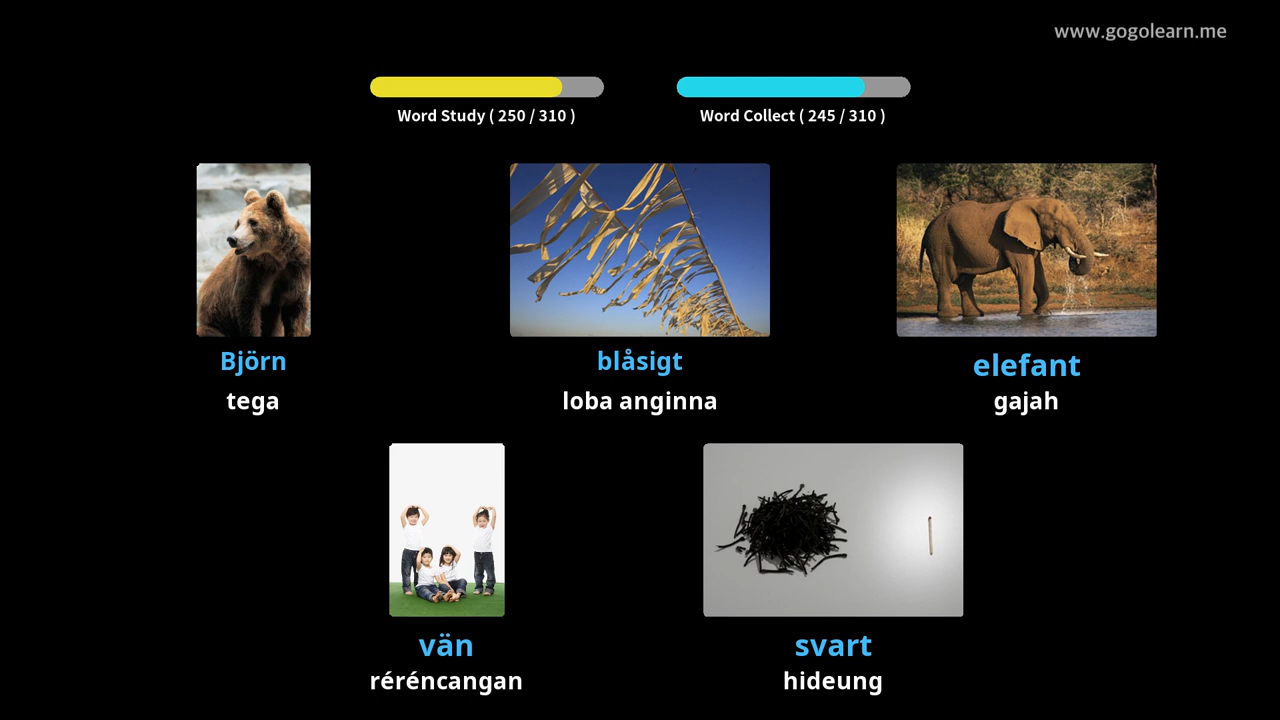 www.gogolearn.me
Word Study ( 250 / 310 )
Word Collect ( 245 / 310 )
Björn
tega
blåsigt
loba anginna
elefant
gajah
vän
réréncangan
svart
hideung